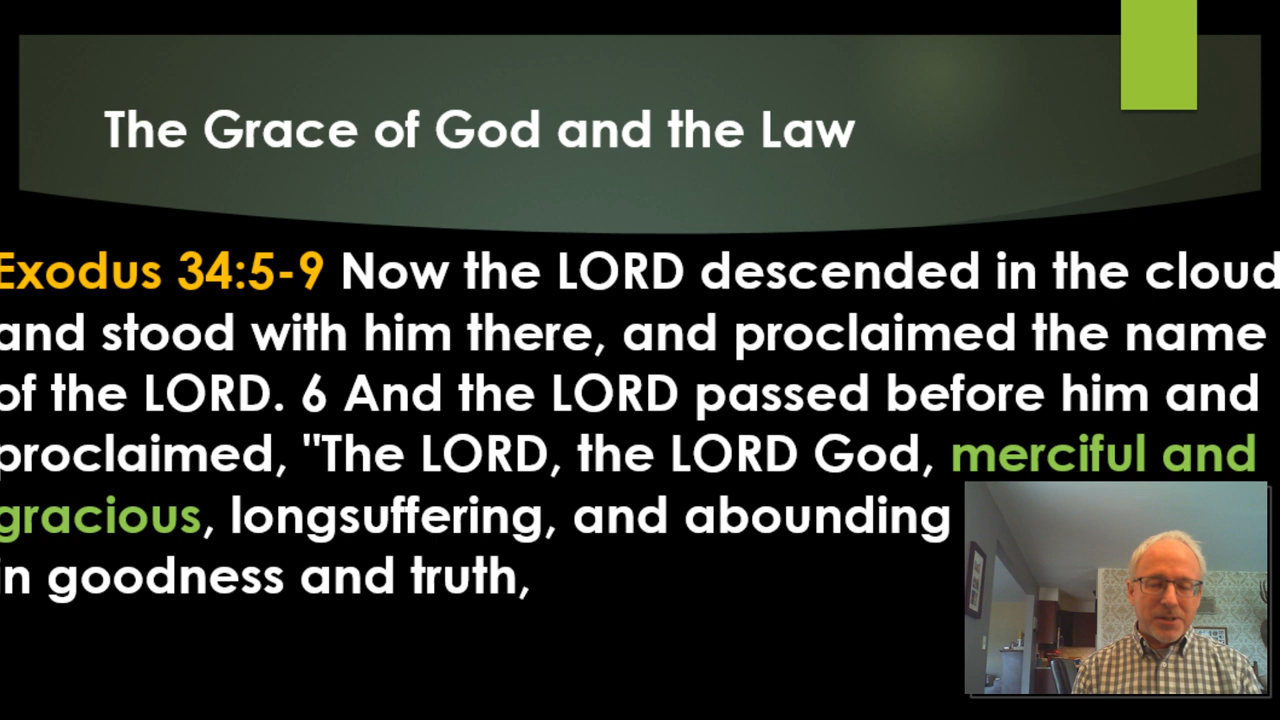 The Grace of God and the Law
Exodus 34:5-9 Now the LORD descended in the cloud
and stood with him there, and proclaimed the name
of the LORD. 6 And the LORD passed before him and
proclaimed, "The LORD, the LORD God, merciful and
gracious, longsuffering, and abounding
in goodness and truth,